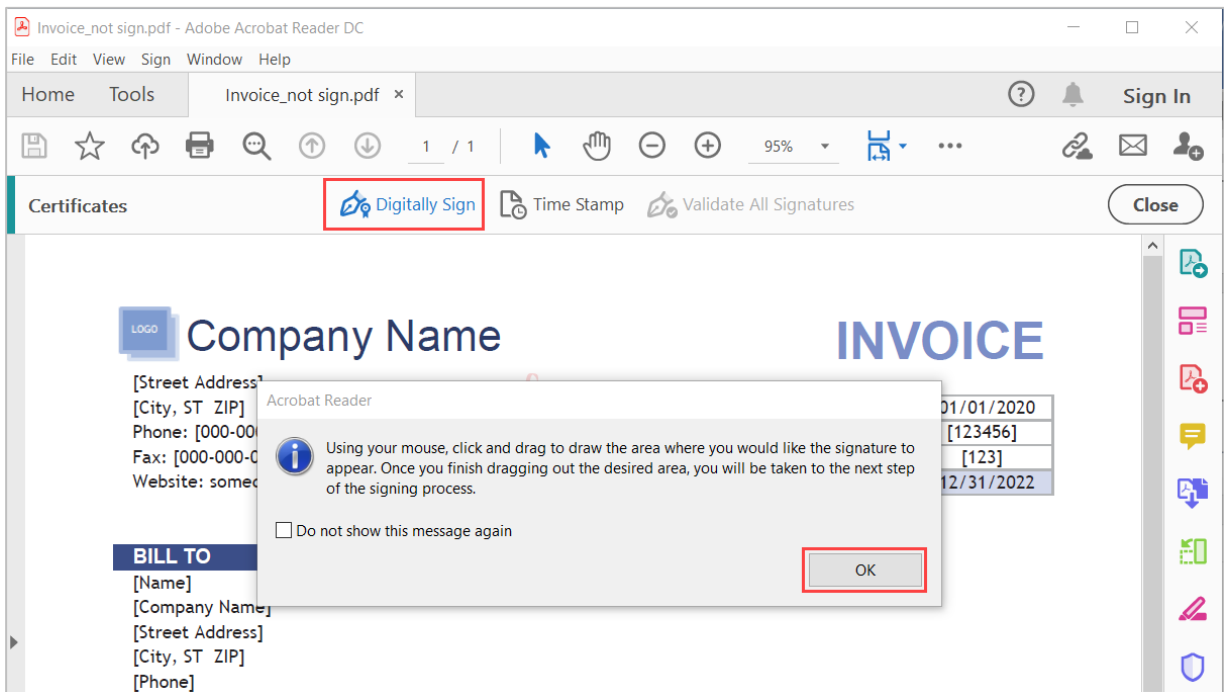 Invoice_not sign.pdf - Adobe Acrobat Reader DC
File Edit View Sign Window Help
Home Tools Invoice_not sign.pdf × Sign In
1 / 1 95%
Certificates Digitally Sign Time Stamp Validate All Signatures Close
LOGO Company Name INVOICE
[Street Address]
[City, ST ZIP] 01/01/2020
Phone: [000-00 [123456]
Fax: [000-000-0 [123]
Website: 12/31/2022
Acrobat Reader
Using your mouse, click and drag to draw the area where you would like the signature to
appear. Once you finish dragging out the desired area, you will be taken to the next step
of the signing process.
Do not show this message again
OK
BILL TO
[Name]
[Company Name]
[Street Address]
[City, ST ZIP]
[Phone]